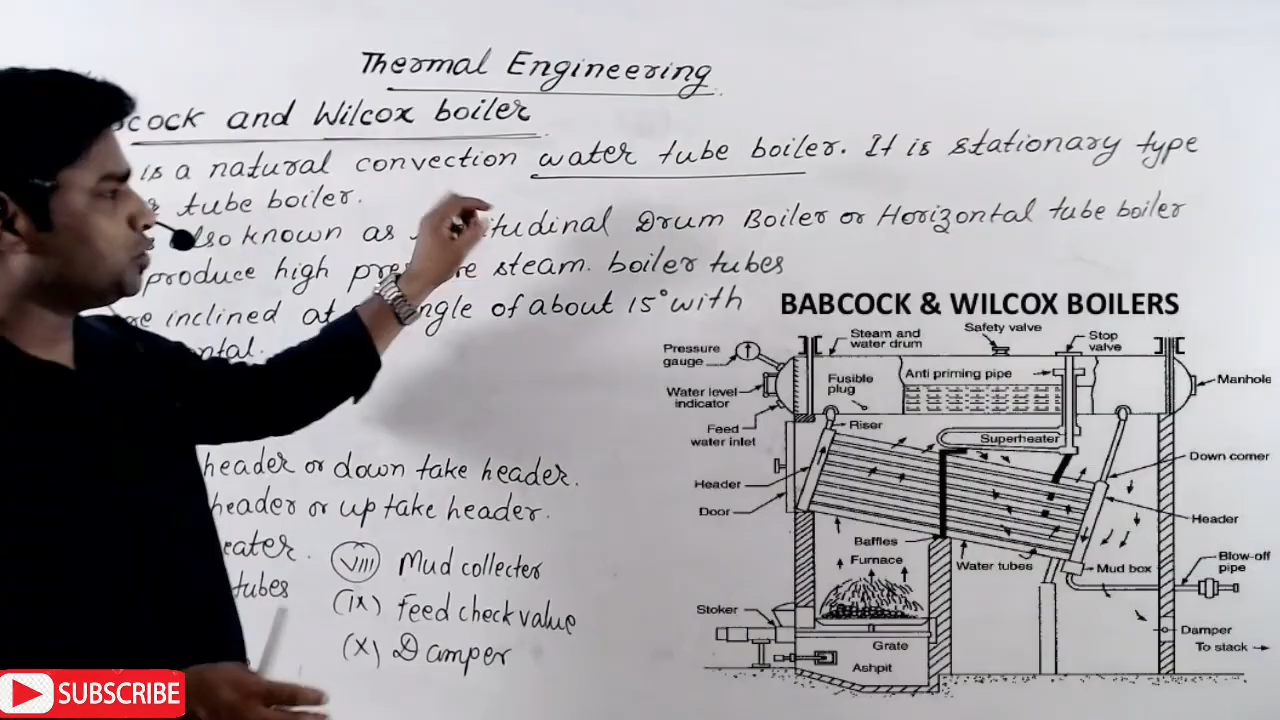 Thermal Engineering
cock and Wilcox boiler
is a natural convection water tube boiler. It is stationary type
tube boiler.
also known as itudinal Drum Boiler or Horizontal tube boiler
produce high pressure steam. boiler tubes
are inclined at angle of about 15° with
ntal.
header or down take header.
header or up take header.
eater.
tubes
(VIII) Mud collecter
(IX) Feed check value
(X) Damper
BABCOCK & WILCOX BOILERS
Pressure gauge
Steam and water drum
Safety valve
Stop valve
Water level indicator
Fusible plug
Anti priming pipe
Manhole
Feed water inlet
Riser
Superheater
Header
Down comer
Door
Header
Baffles
Furnace
Water tubes
Mud box
Blow-off pipe
Stoker
Grate
Ashpit
Damper
To stack
SUBSCRIBE